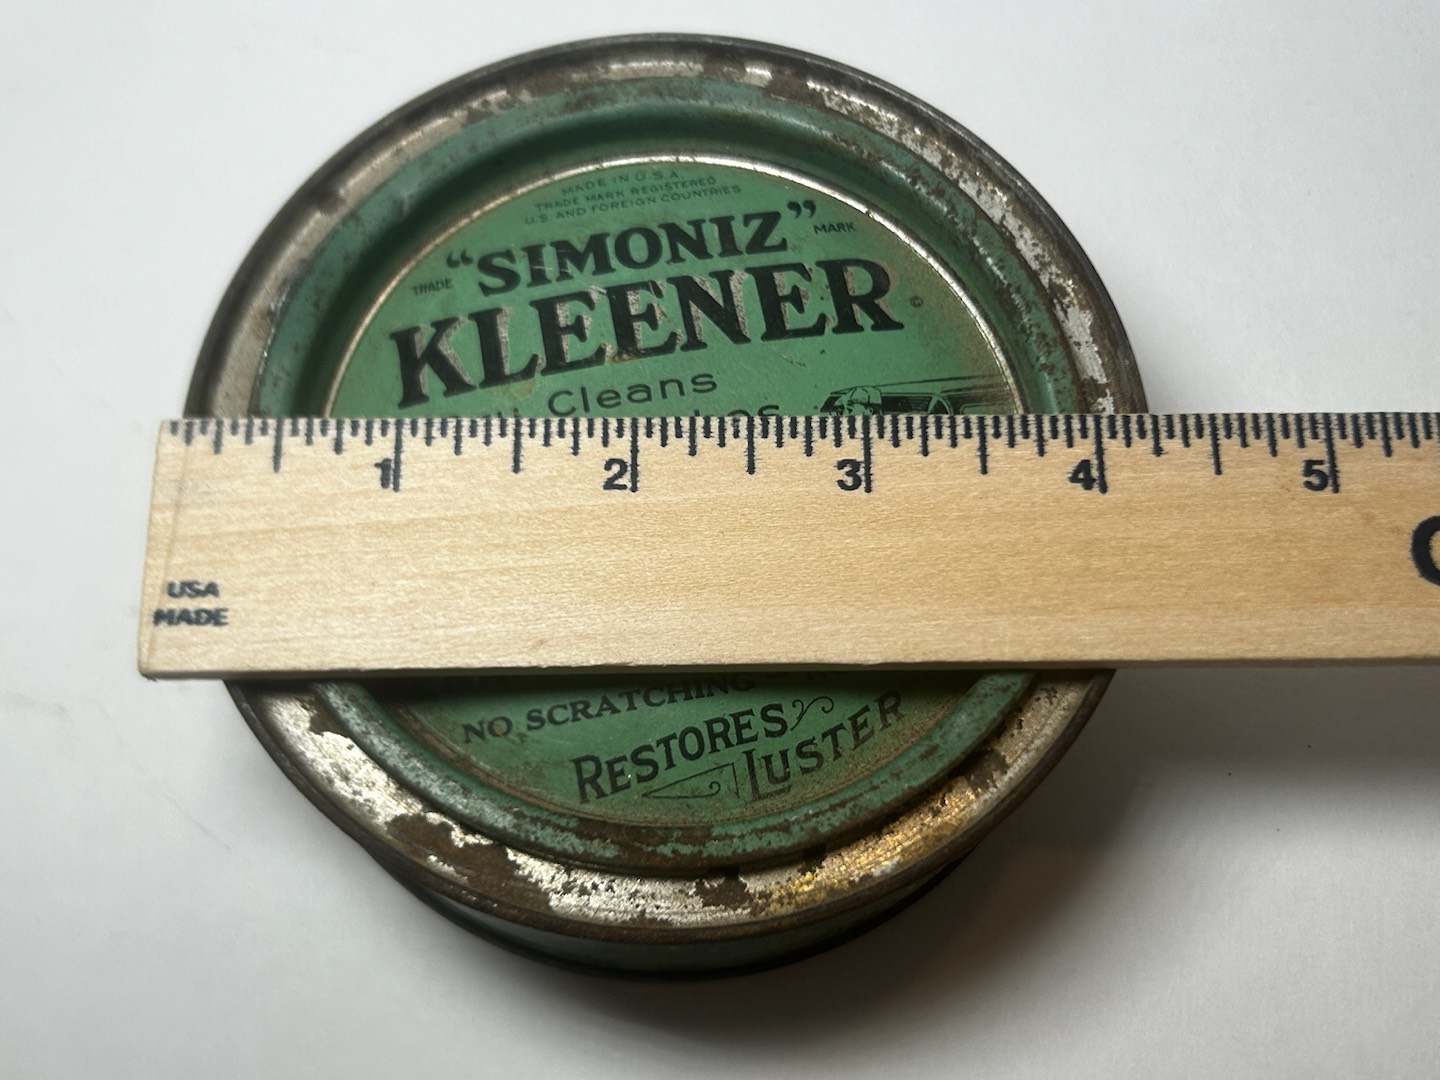 MADE IN U.S.A.
TRADE MARK REGISTERED
U.S. AND FOREIGN COUNTRIES
TRADE "SIMONIZ" MARK
KLEENER ©
Cleans
1 2 3 4 5
USA
MADE
NO SCRATCHING
RESTORES
LUSTER